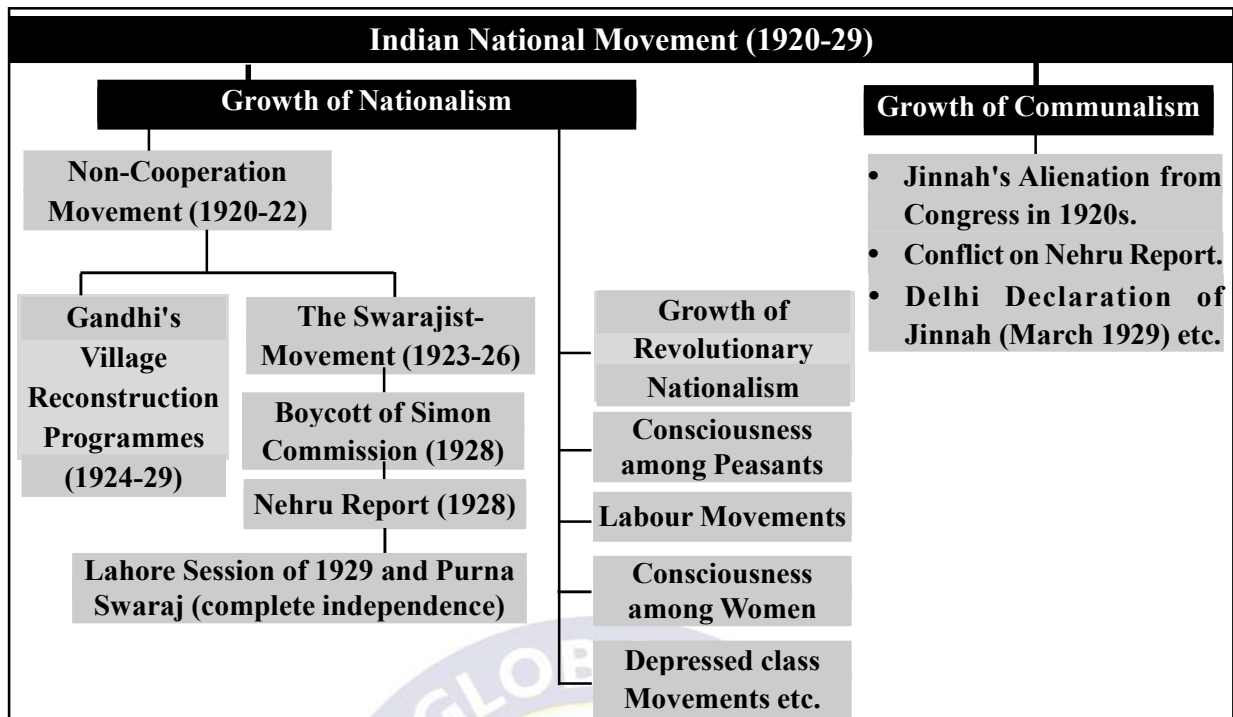 Indian National Movement (1920-29)
Growth of Nationalism
Non-Cooperation
Movement (1920-22)
Gandhi's
Village
Reconstruction
Programmes
(1924-29)
The Swarajist-
Movement (1923-26)
Boycott of Simon
Commission (1928)
Nehru Report (1928)
Lahore Session of 1929 and Purna
Swaraj (complete independence)
Growth of
Revolutionary
Nationalism
Consciousness
among Peasants
Labour Movements
Consciousness
among Women
Depressed class
Movements etc.
Growth of Communalism
• Jinnah's Alienation from
Congress in 1920s.
• Conflict on Nehru Report.
• Delhi Declaration of
Jinnah (March 1929) etc.